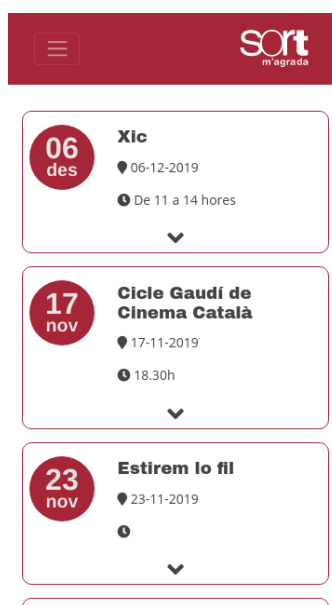 sort
m'agrada
06
des
Xic
06-12-2019
De 11 a 14 hores
17
nov
Cicle Gaudí de
Cinema Català
17-11-2019
18.30h
23
nov
Estirem lo fil
23-11-2019